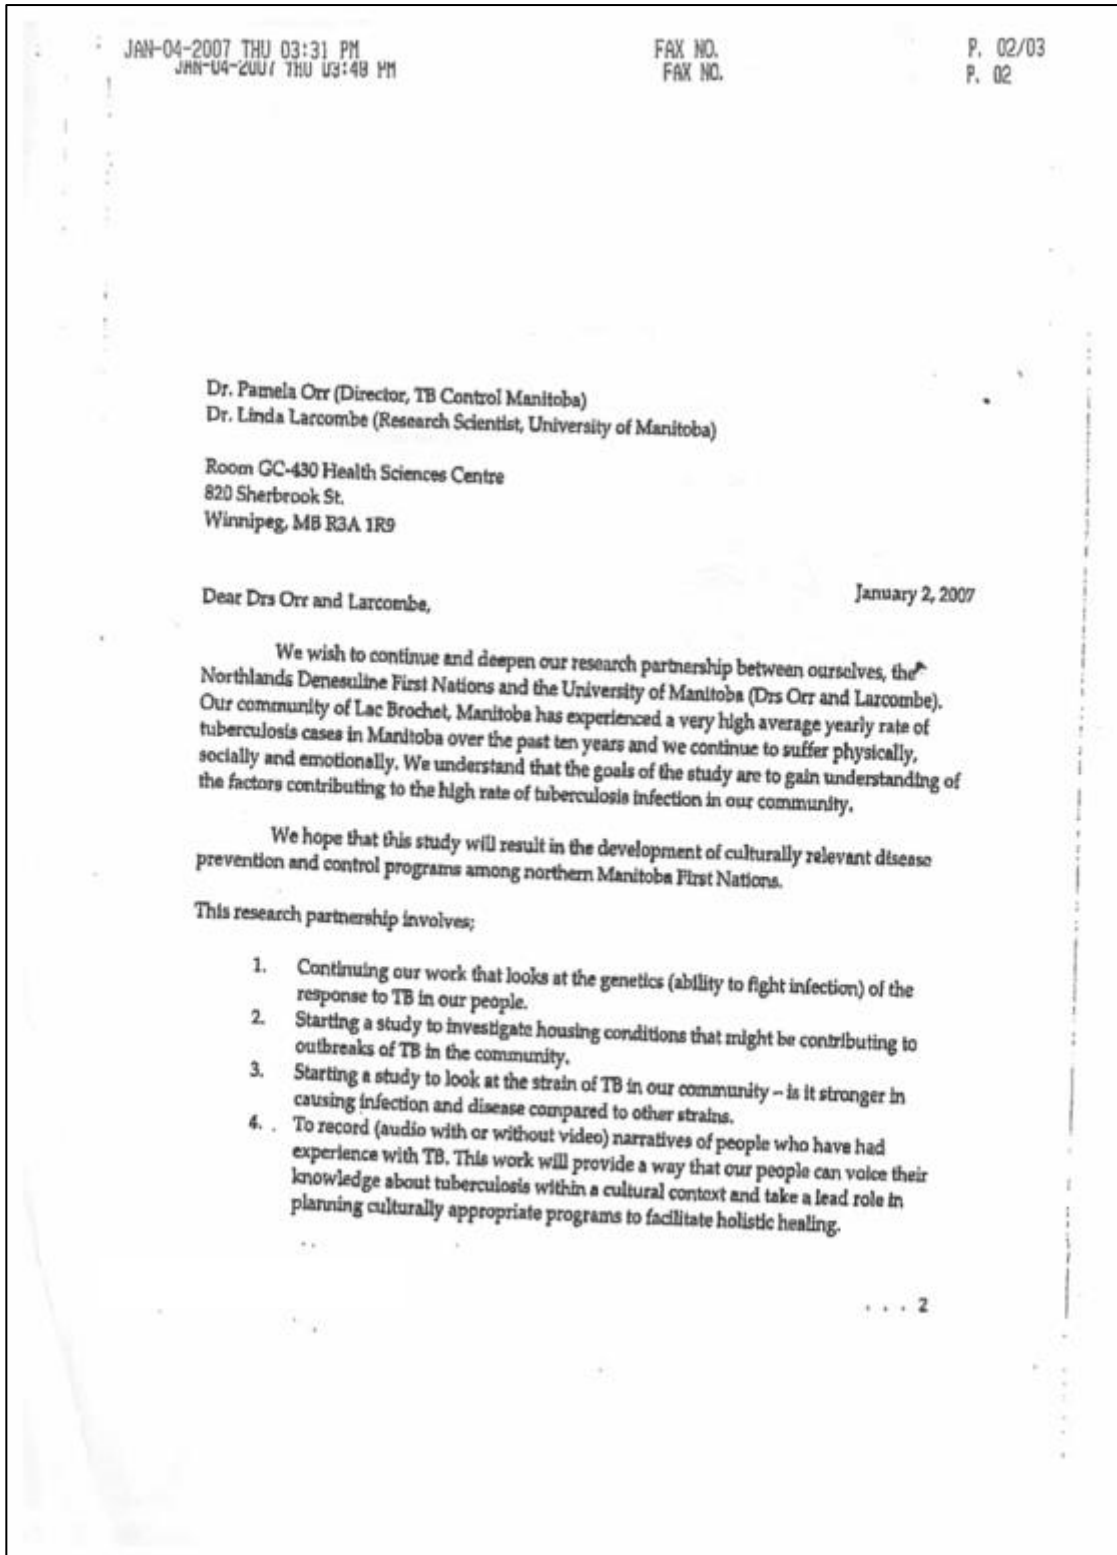 JAN-04-2007 THU 03:31 PM FAX NO. P. 02/03
JAN-04-2007 THU 03:49 PM FAX NO. P. 02
Dr. Pamela Orr (Director, TB Control Manitoba)
Dr. Linda Larcombe (Research Scientist, University of Manitoba)
Room GC-430 Health Sciences Centre
820 Sherbrook St.
Winnipeg, MB R3A 1R9
January 2, 2007
Dear Drs Orr and Larcombe,
We wish to continue and deepen our research partnership between ourselves, the
Northlands Denesuline First Nations and the University of Manitoba (Drs Orr and Larcombe).
Our community of Lac Brochet, Manitoba has experienced a very high average yearly rate of
tuberculosis cases in Manitoba over the past ten years and we continue to suffer physically,
socially and emotionally. We understand that the goals of the study are to gain understanding of
the factors contributing to the high rate of tuberculosis infection in our community.
We hope that this study will result in the development of culturally relevant disease
prevention and control programs among northern Manitoba First Nations.
This research partnership involves;
1. Continuing our work that looks at the genetics (ability to fight infection) of the
response to TB in our people.
2. Starting a study to investigate housing conditions that might be contributing to
outbreaks of TB in the community.
3. Starting a study to look at the strain of TB in our community – is it stronger in
causing infection and disease compared to other strains.
4. To record (audio with or without video) narratives of people who have had
experience with TB. This work will provide a way that our people can voice their
knowledge about tuberculosis within a cultural context and take a lead role in
planning culturally appropriate programs to facilitate holistic healing.
. . . 2